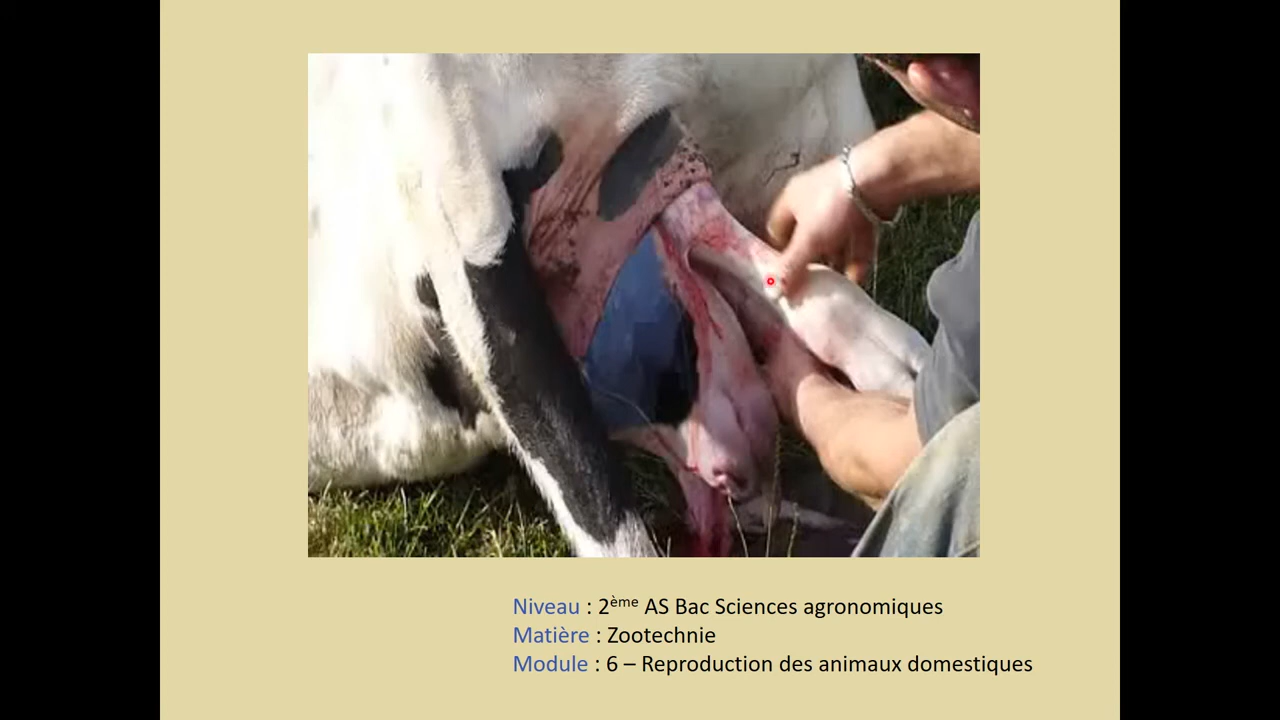 Niveau : 2ème AS Bac Sciences agronomiques
Matière : Zootechnie
Module : 6 – Reproduction des animaux domestiques